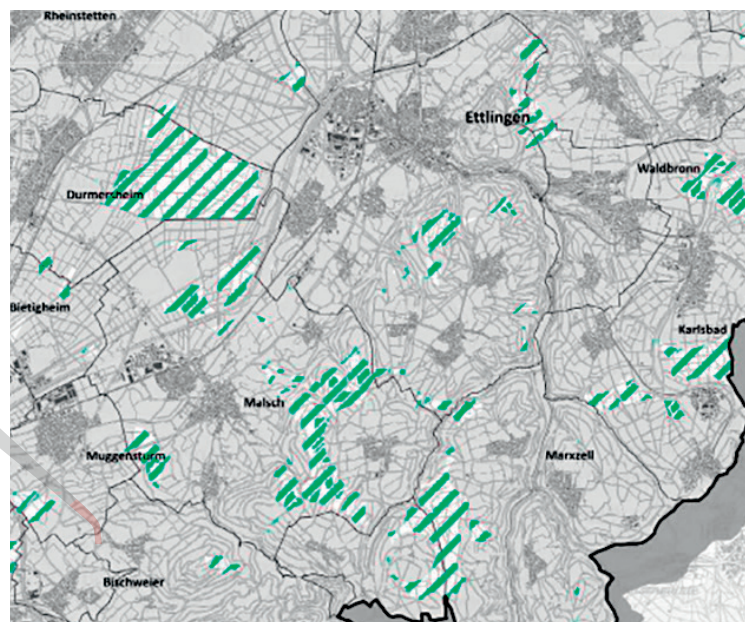 Rheinstetten
Ettlingen
Waldbronn
Durmersheim
Bietigheim
Karlsbad
Malsch
Muggensturm
Marxzell
Bischweier